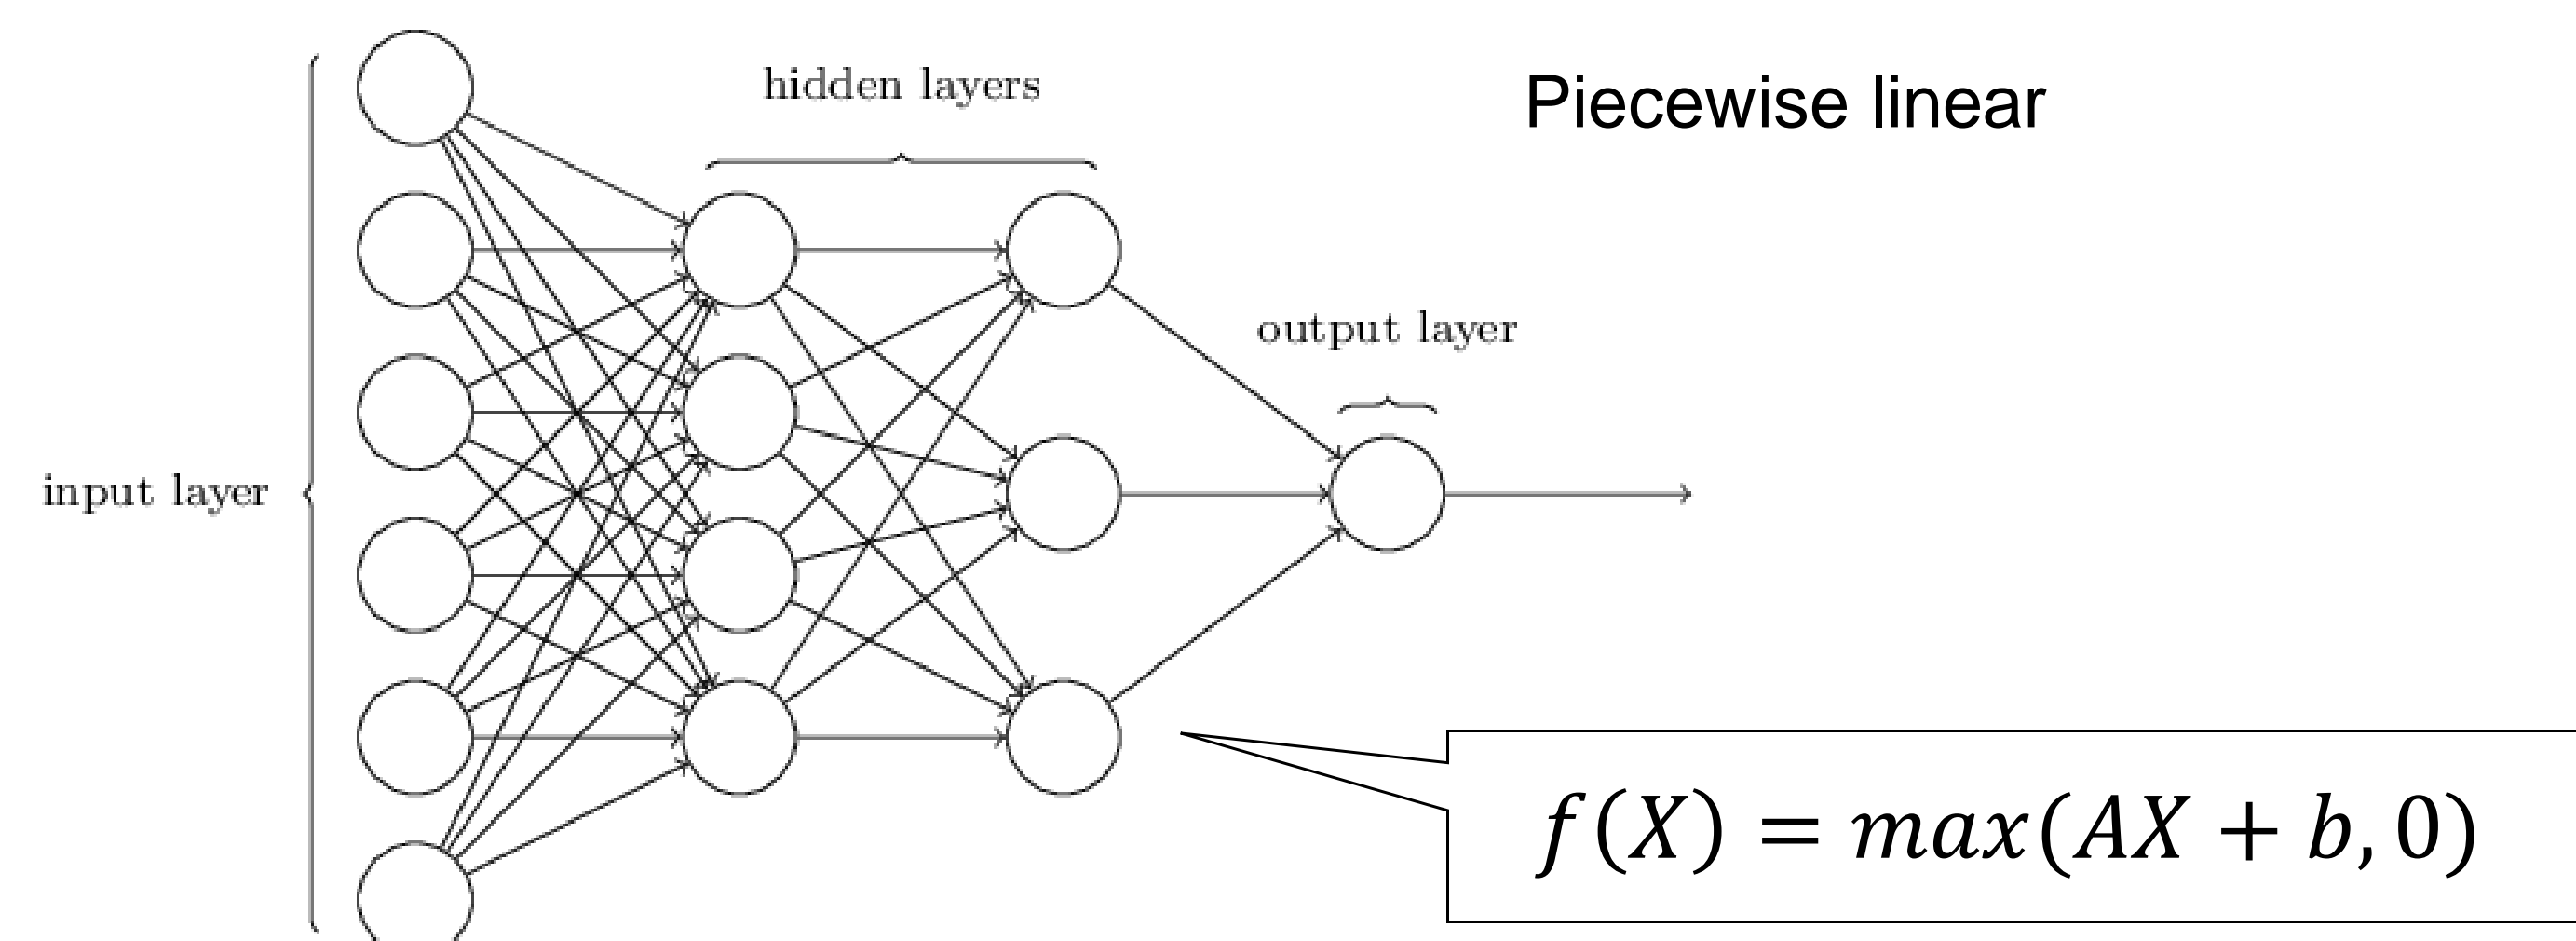 hidden layers
Piecewise linear
output layer
input layer
f(X) = max(AX + b, 0)